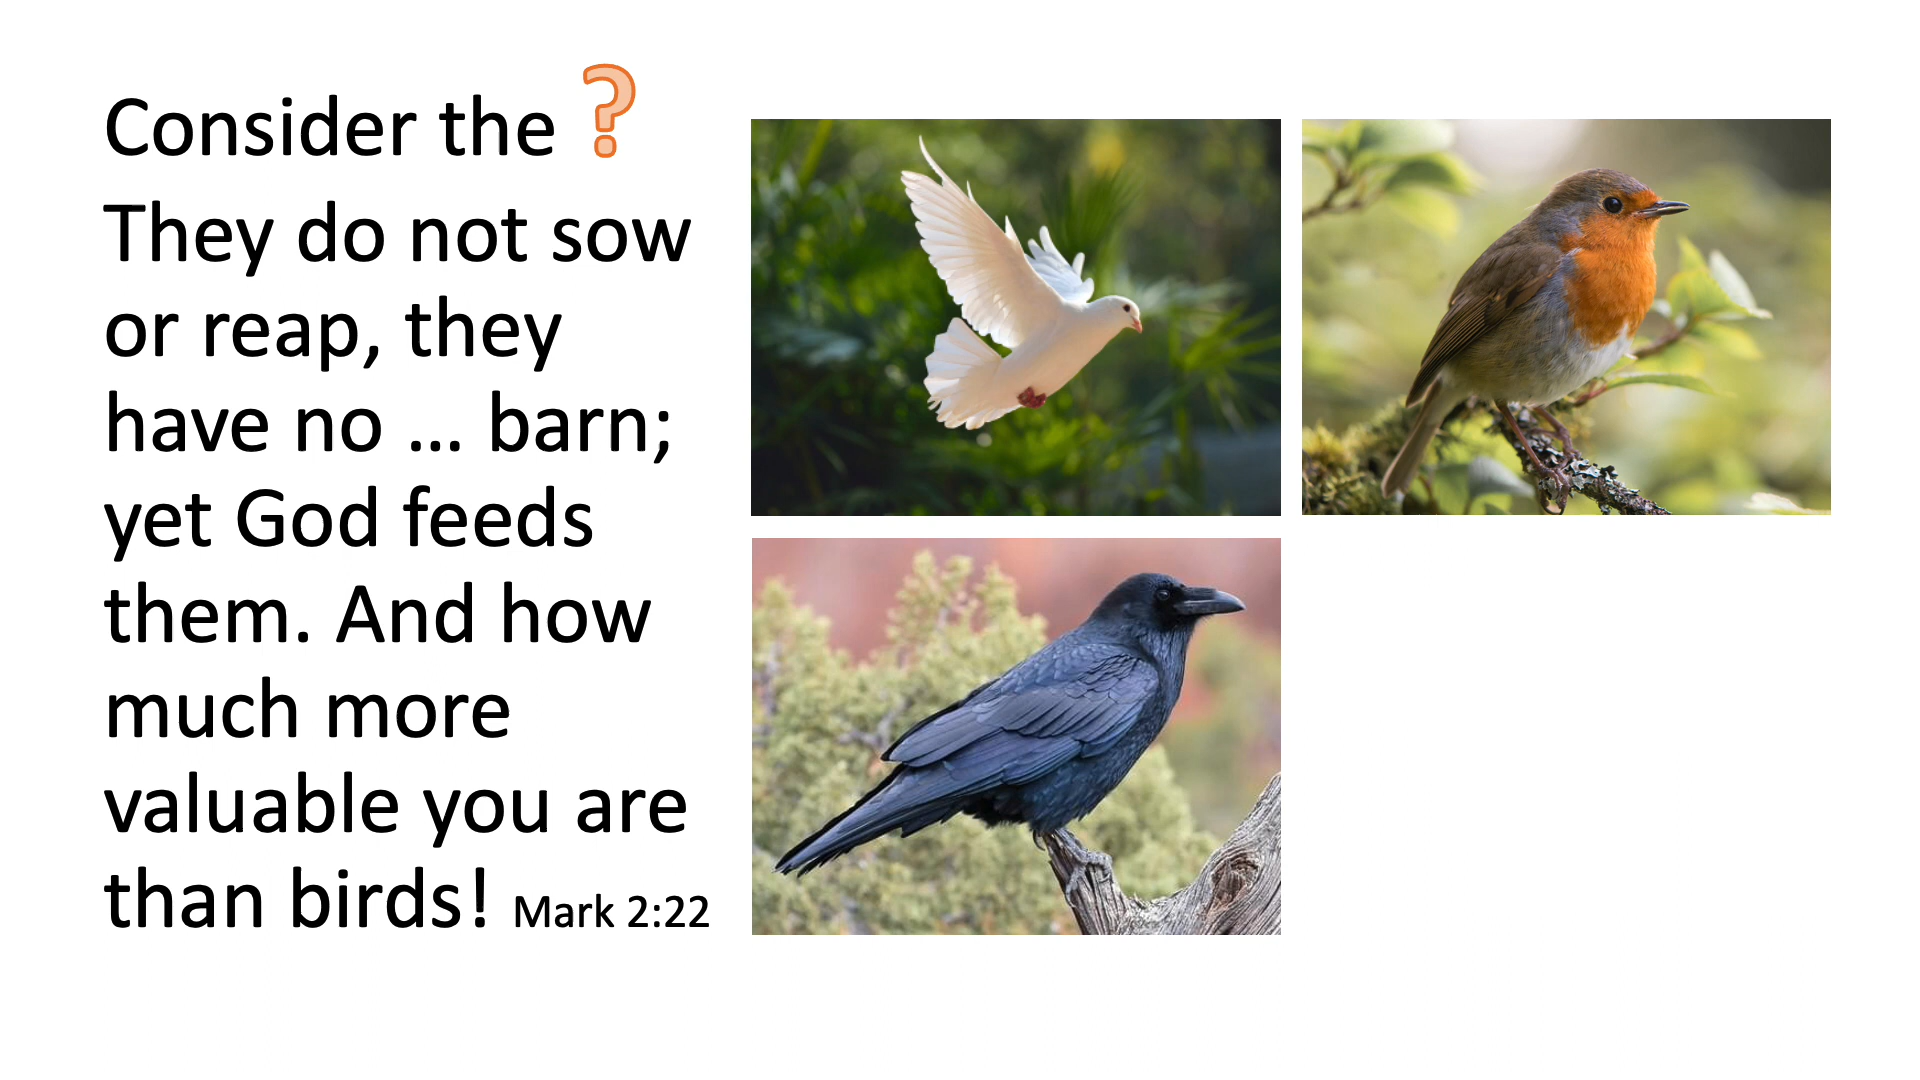 Consider the ?
They do not sow
or reap, they
have no … barn;
yet God feeds
them. And how
much more
valuable you are
than birds! Mark 2:22